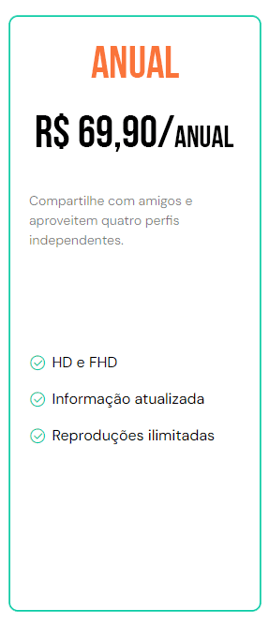 ANUAL
R$ 69,90/ANUAL
Compartilhe com amigos e
aproveitem quatro perfis
independentes.
HD e FHD
Informação atualizada
Reproduções ilimitadas